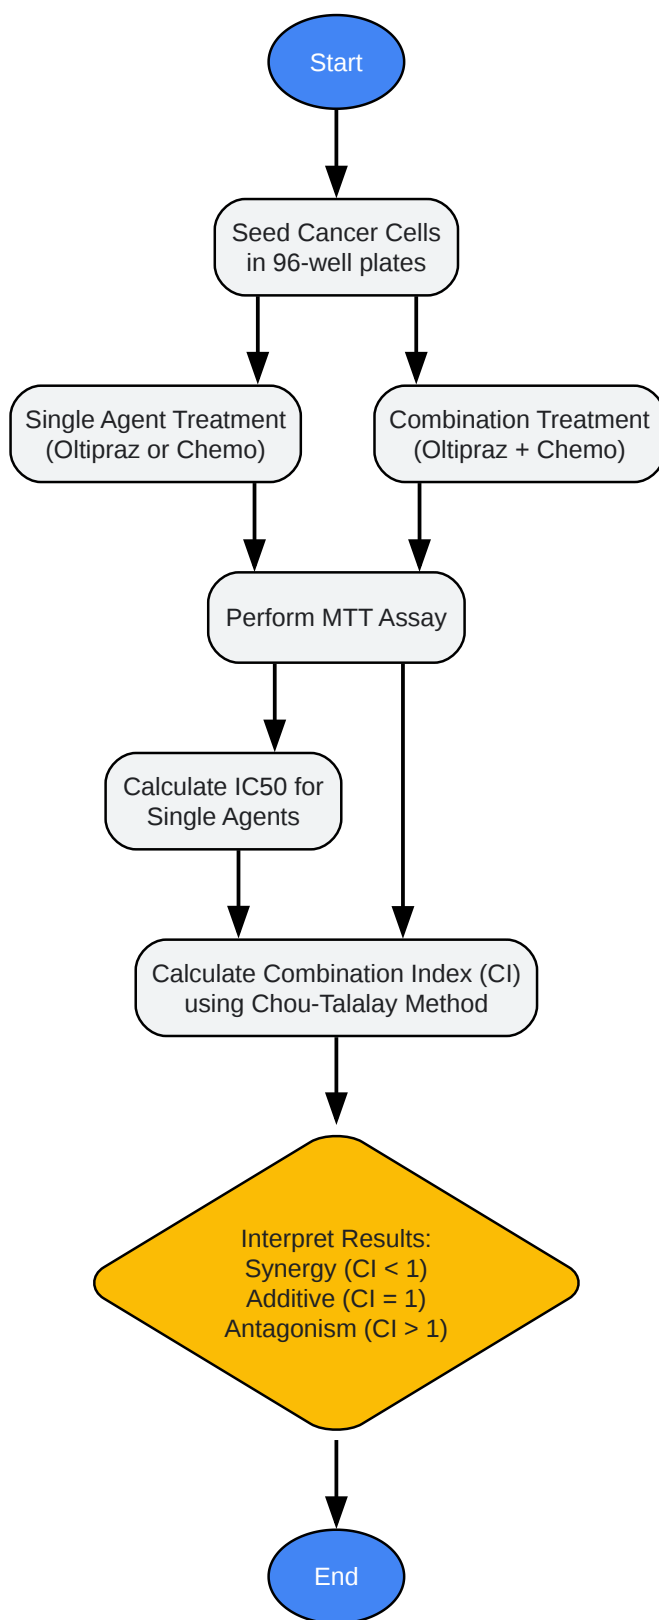 Start
Seed Cancer Cells
in 96-well plates
Single Agent Treatment
(Oltipraz or Chemo)
Combination Treatment
(Oltipraz + Chemo)
Perform MTT Assay
Calculate IC50 for
Single Agents
Calculate Combination Index (CI)
using Chou-Talalay Method
Interpret Results:
Synergy (CI < 1)
Additive (CI = 1)
Antagonism (CI > 1)
End